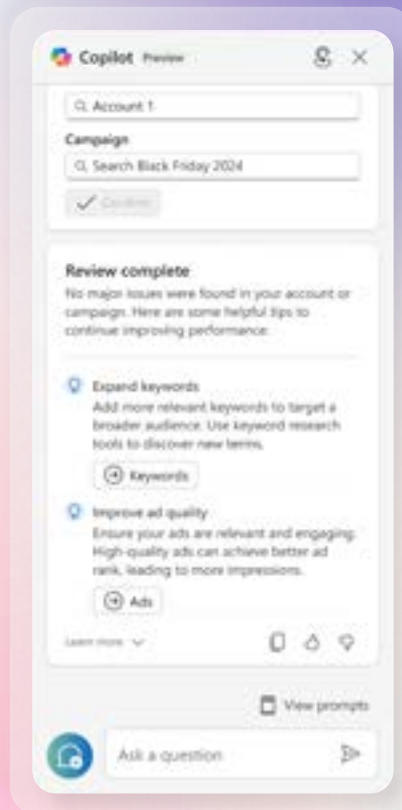 Copilot Preview
Account 1
Campaign
Search Black Friday 2024
Confirm
Review complete
No major issues were found in your account or
campaign. Here are some helpful tips to
continue improving performance:
Expand keywords
Add more relevant keywords to target a
broader audience. Use keyword research
tools to discover new terms.
Keywords
Improve ad quality
Ensure your ads are relevant and engaging.
High-quality ads can achieve better ad
rank, leading to more impressions.
Ads
Learn more
View prompts
Ask a question